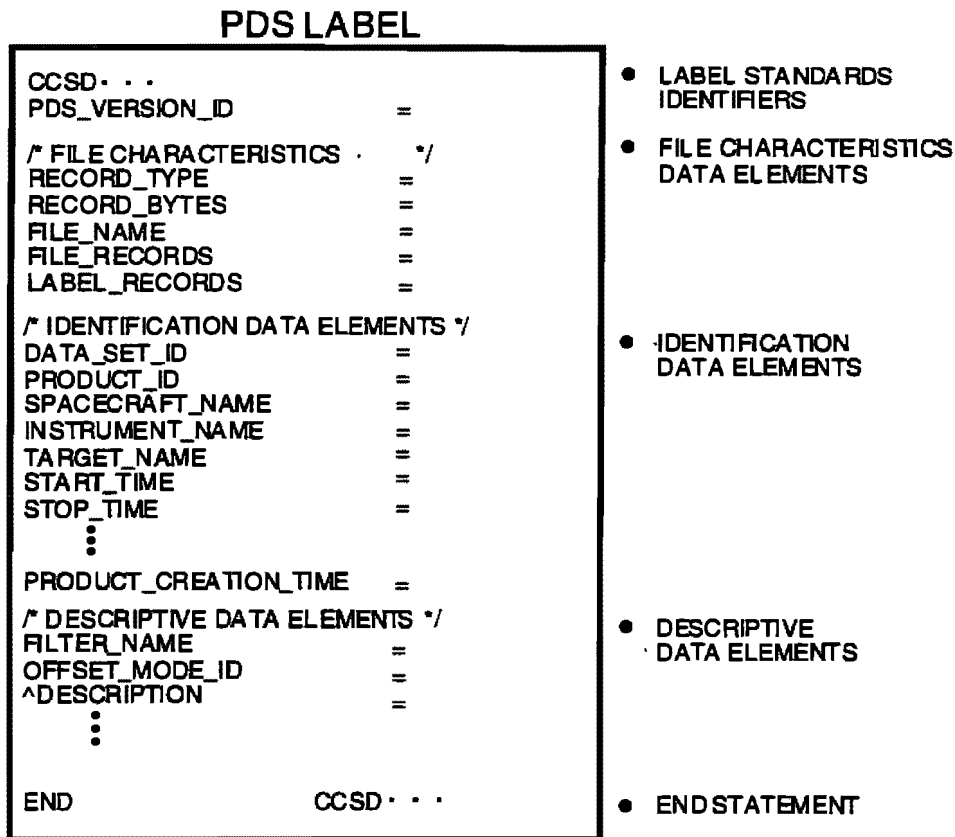 PDS LABEL
CCSD· · ·
PDS_VERSION_ID =
/* FILE CHARACTERISTICS · */
RECORD_TYPE =
RECORD_BYTES =
FILE_NAME =
FILE_RECORDS =
LABEL_RECORDS =
/* IDENTIFICATION DATA ELEMENTS */
DATA_SET_ID =
PRODUCT_ID =
SPACECRAFT_NAME =
INSTRUMENT_NAME =
TARGET_NAME =
START_TIME =
STOP_TIME =
PRODUCT_CREATION_TIME =
/* DESCRIPTIVE DATA ELEMENTS */
FILTER_NAME =
OFFSET_MODE_ID =
^DESCRIPTION =
END CCSD· · ·
• LABEL STANDARDS
IDENTIFIERS
• FILE CHARACTERISTICS
DATA ELEMENTS
• IDENTIFICATION
DATA ELEMENTS
• DESCRIPTIVE
DATA ELEMENTS
• END STATEMENT